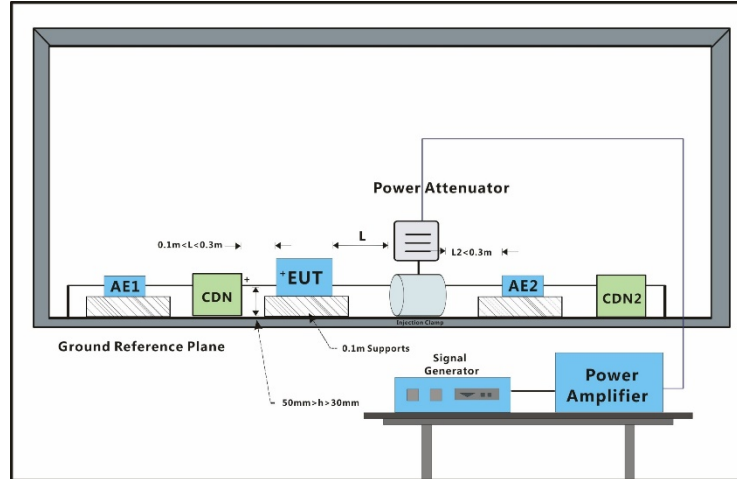 Power Attenuator
0.1m<L<0.3m
L
L2<0.3m
+
+EUT
AE1
CDN
AE2
CDN2
Injection Clamp
Ground Reference Plane
0.1m Supports
50mm>h>30mm
Signal
Generator
Power
Amplifier